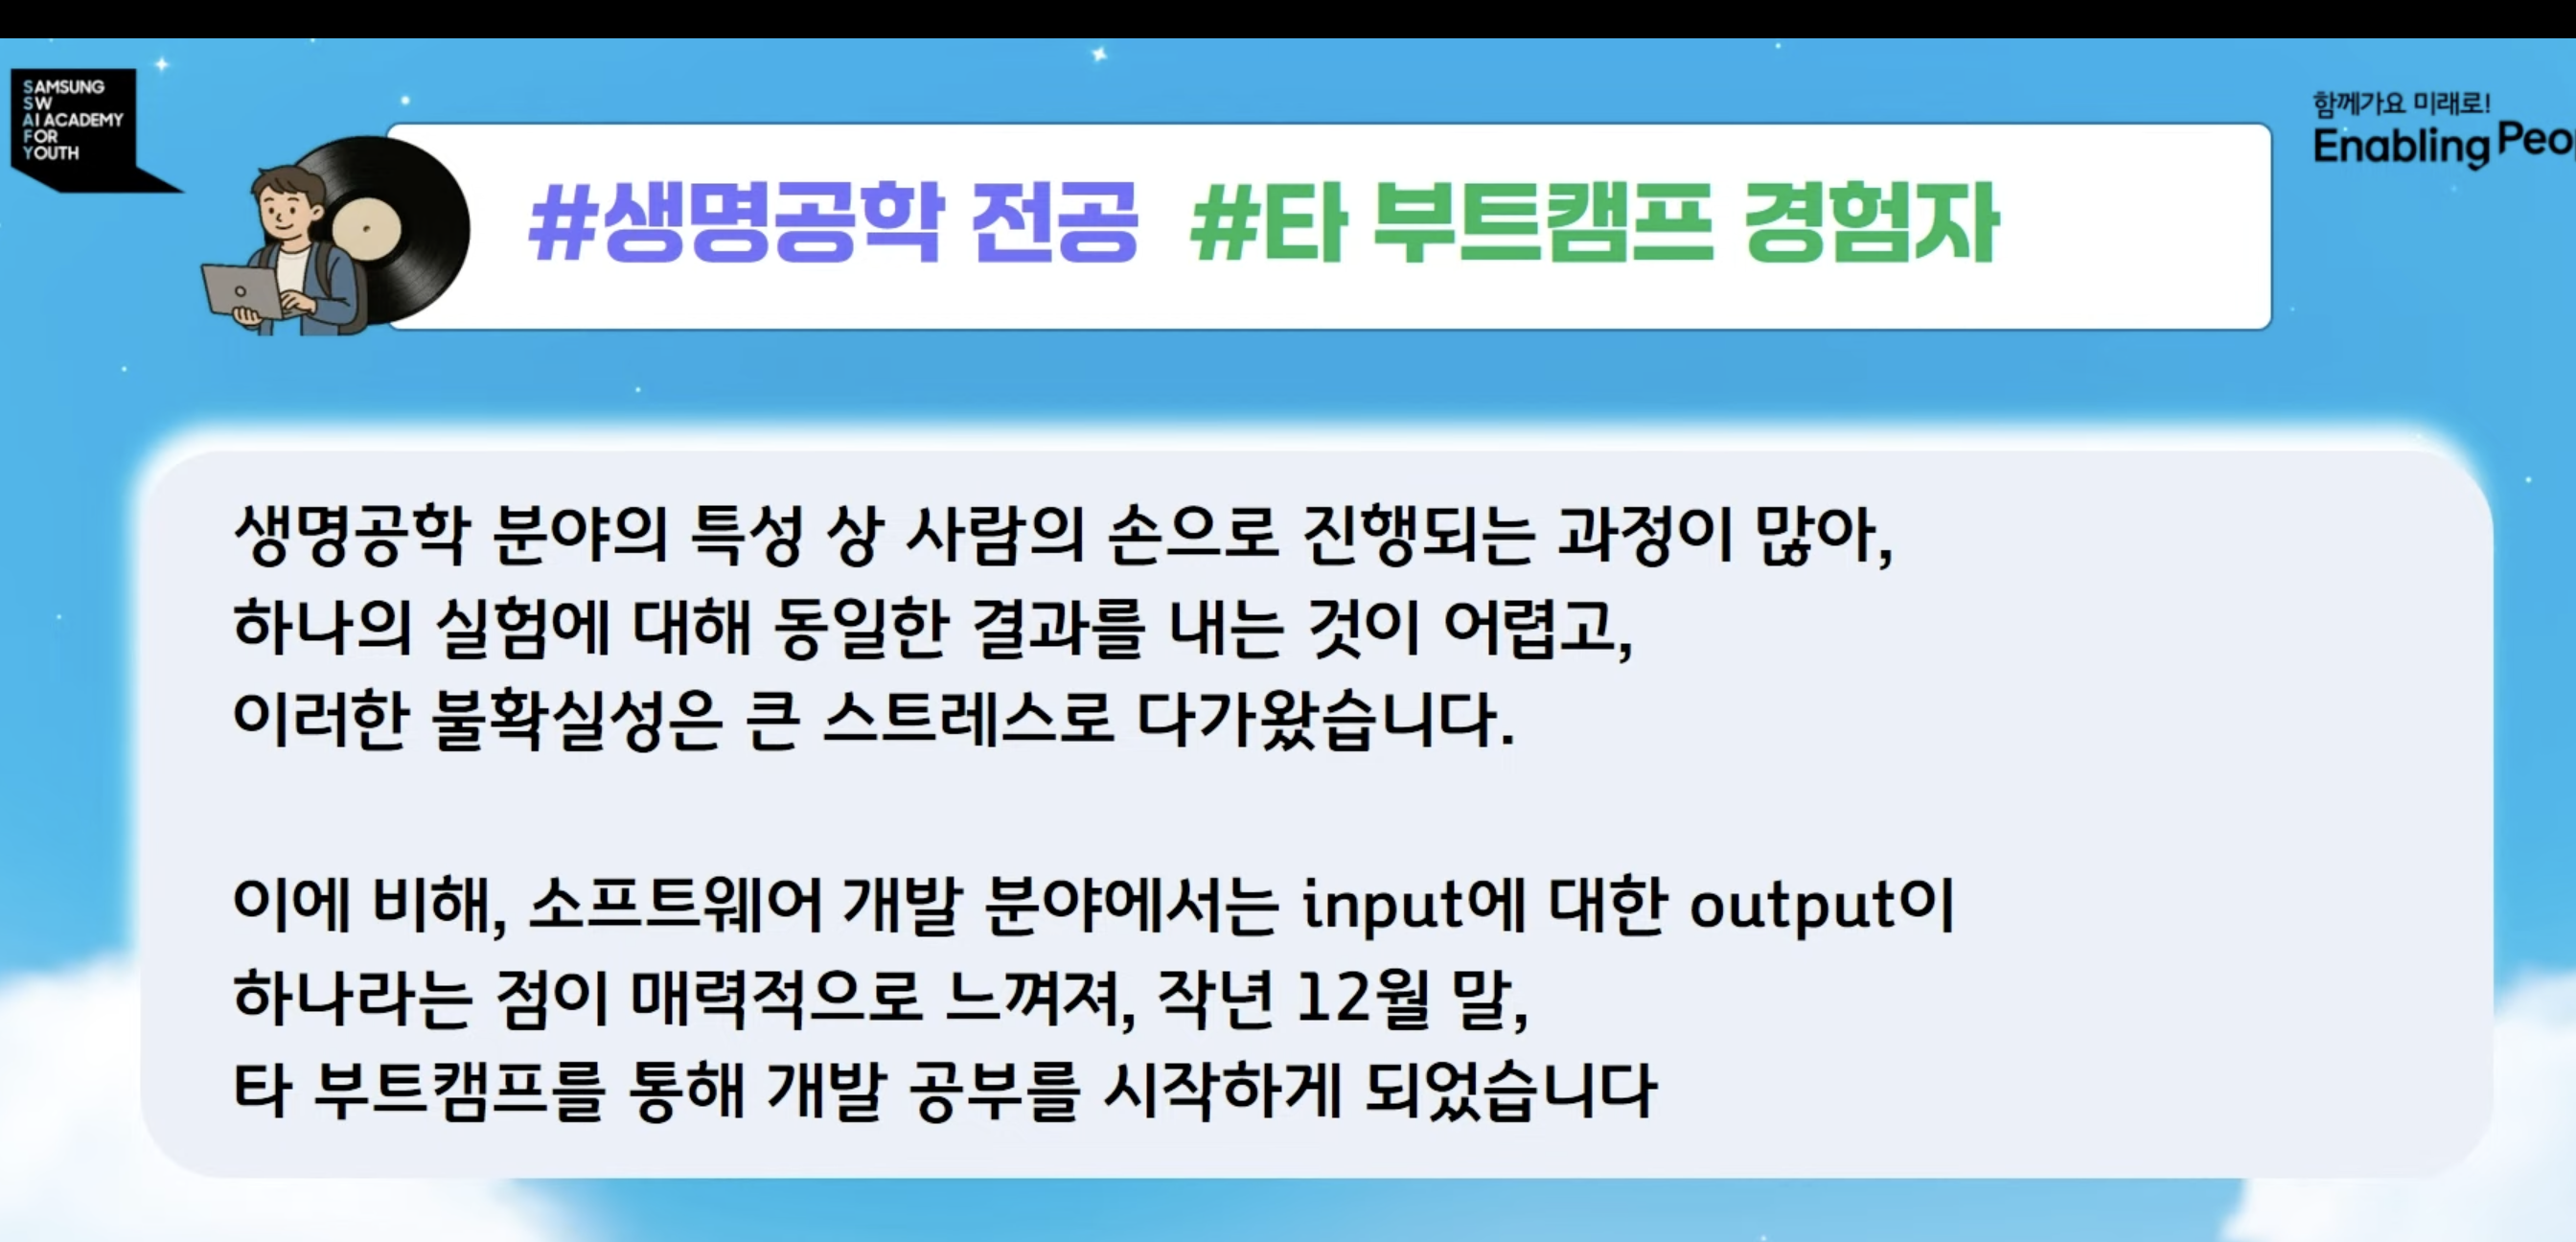 SAMSUNG
SW
AI ACADEMY
FOR
YOUTH
함께가요 미래로!
Enabling
#생명공학 전공 #타 부트캠프 경험자
생명공학 분야의 특성 상 사람의 손으로 진행되는 과정이 많아,
하나의 실험에 대해 동일한 결과를 내는 것이 어렵고,
이러한 불확실성은 큰 스트레스로 다가왔습니다.
이에 비해, 소프트웨어 개발 분야에서는 input에 대한 output이
하나라는 점이 매력적으로 느껴져, 작년 12월 말,
타 부트캠프를 통해 개발 공부를 시작하게 되었습니다